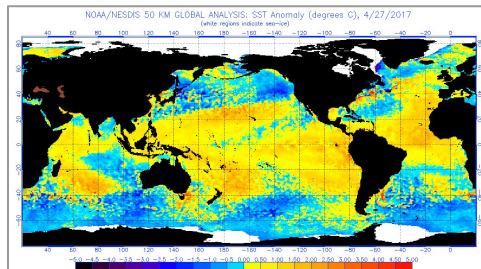 NOAA/NESDIS 50 KM GLOBAL ANALYSIS: SST Anomaly (degrees C), 4/27/2017
(white regions indicate sea-ice)
40 60 80 100 120 140 160 180 -160 -140 -120 -100 -80 -60 -40 -20 0 20
60
40
20
0
-20
-40
-60
40 60 80 100 120 140 160 180 -160 -140 -120 -100 -80 -60 -40 -20 0 20
-5.0 -4.5 -4.0 -3.5 -3.0 -2.5 -2.0 -1.5 -1.0 -0.5 0.00 0.50 1.00 1.50 2.00 2.50 3.00 3.50 4.00 4.50 5.00